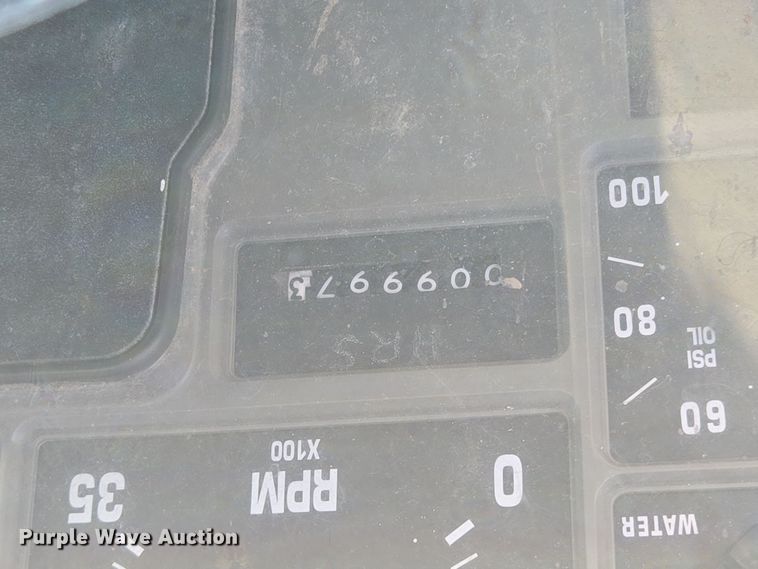 WATER
0 RPM 35
X100
60
PSI
OIL
80
100
HRS
Purple Wave Auction